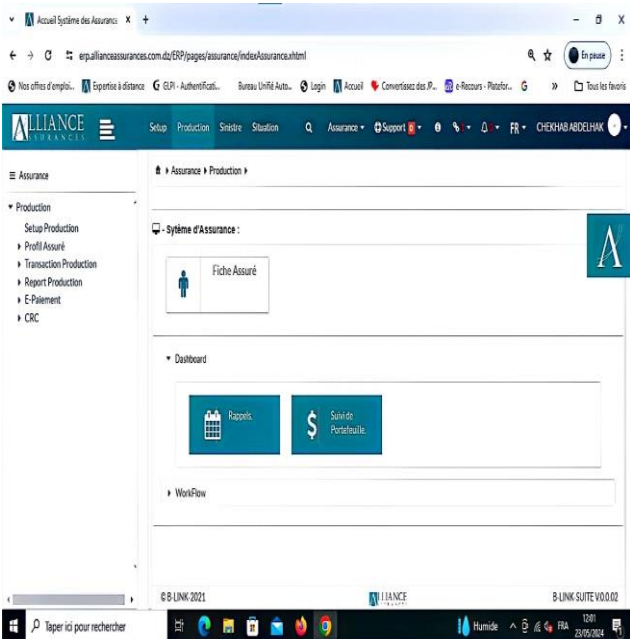 Accueil Système des Assurance X +
erp.allianceassurances.com.dz/ERP/pages/assurance/indexAssurance.xhtml
En pause
Nos offres d'emploi... Expertise à distance GLPI - Authentificati... Bureau Unifié Auto... Login Accueil Convertissez des JP... e-Recours - Platefor... G » Tous les favoris
ALLIANCE
ASSURANCES
Setup Production Sinistre Situation Assurance Support 0 FR CHEKHAB ABDELHAK
Assurance
Assurance Production
Production
Setup Production
Profil Assuré
Transaction Production
Report Production
E-Paiement
CRC
- Sytème d'Assurance :
Fiche Assuré
Dashboard
Rappels.
Suivi de
Portefeuille.
WorkFlow
© B-LINK-2021
ALLIANCE
B-LINK-SUITE V.0.0.02
Taper ici pour rechercher
Humide
FRA
12:01
23/05/2024